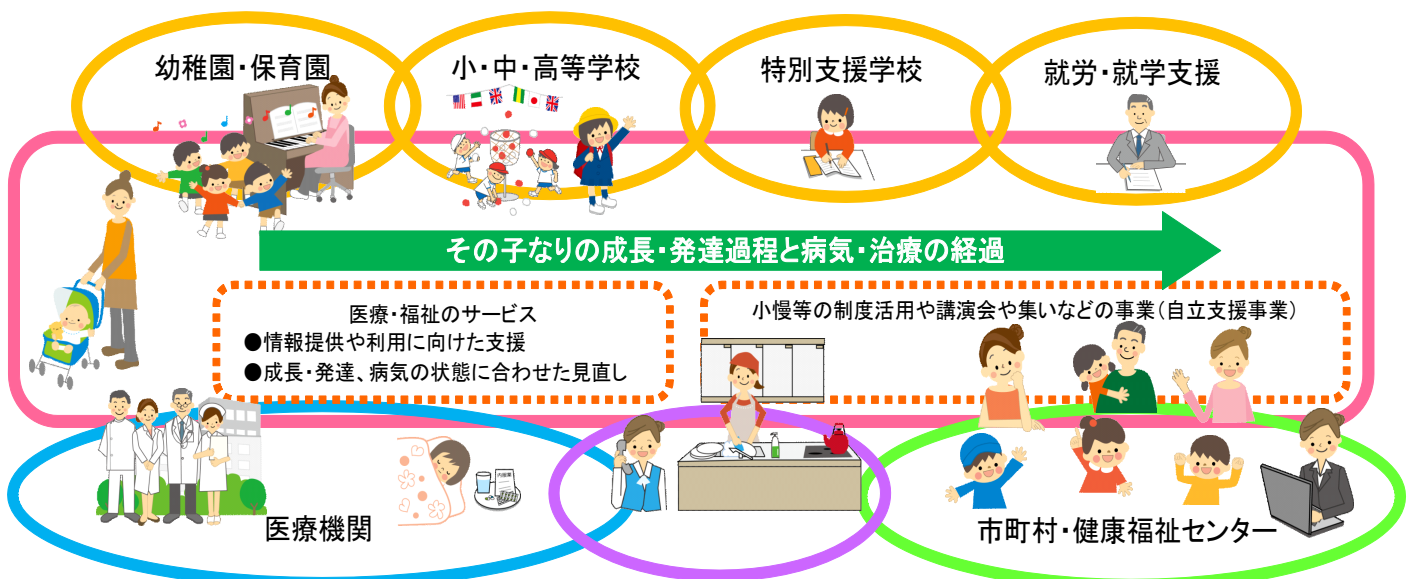 幼稚園・保育園
小・中・高等学校
特別支援学校
就労・就学支援
その子なりの成長・発達過程と病気・治療の経過
医療・福祉のサービス
●情報提供や利用に向けた支援
●成長・発達、病気の状態に合わせた見直し
小慢等の制度活用や講演会や集いなどの事業(自立支援事業)
医療機関
市町村・健康福祉センター